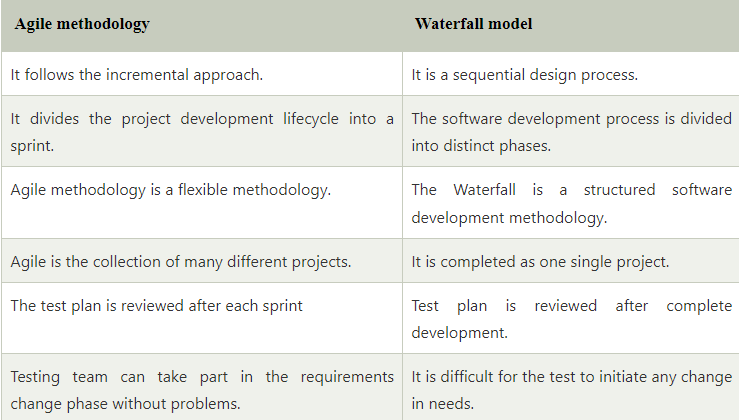 Agile methodology
Waterfall model
It follows the incremental approach.
It is a sequential design process.
It divides the project development lifecycle into a
sprint.
The software development process is divided
into distinct phases.
Agile methodology is a flexible methodology.
The Waterfall is a structured software
development methodology.
Agile is the collection of many different projects.
It is completed as one single project.
The test plan is reviewed after each sprint
Test plan is reviewed after complete
development.
Testing team can take part in the requirements
change phase without problems.
It is difficult for the test to initiate any change
in needs.